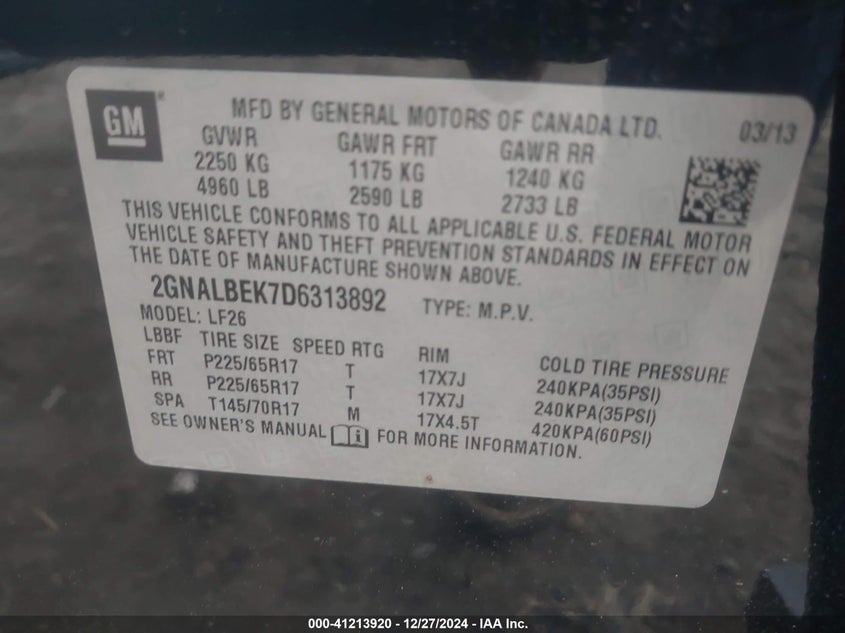 GM
MFD BY GENERAL MOTORS OF CANADA LTD. 03/13
GVWR GAWR FRT GAWR RR
2250 KG 1175 KG 1240 KG
4960 LB 2590 LB 2733 LB
THIS VEHICLE CONFORMS TO ALL APPLICABLE U.S. FEDERAL MOTOR
VEHICLE SAFETY AND THEFT PREVENTION STANDARDS IN EFFECT ON
THE DATE OF MANUFACTURE SHOWN ABOVE.
2GNALBEK7D6313892 TYPE: M.P.V.
MODEL: LF26
LBBF TIRE SIZE SPEED RTG RIM COLD TIRE PRESSURE
FRT P225/65R17 T 17X7J 240KPA(35PSI)
RR P225/65R17 T 17X7J 240KPA(35PSI)
SPA T145/70R17 M 17X4.5T 420KPA(60PSI)
SEE OWNER'S MANUAL FOR MORE INFORMATION.
000-41213920 - 12/27/2024 - IAA Inc.